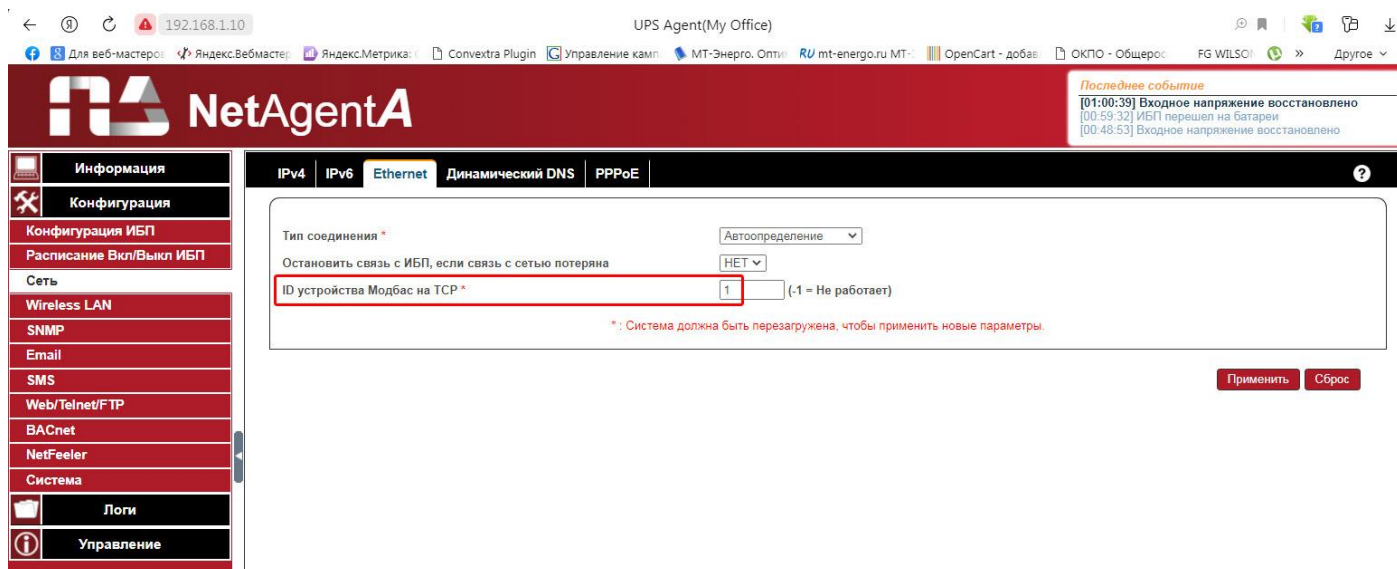 192.168.1.10
UPS Agent(My Office)
Для веб-мастеров
Яндекс.Вебмастер
Яндекс.Метрика:
Convextra Plugin
Управление камп
МТ-Энерго. Опти
RU mt-energo.ru МТ-
OpenCart - добав
ОКПО - Общерос
FG WILSON
»
Другое
NetAgentA
Последнее событие
[01:00:39] Входное напряжение восстановлено
[00:59:32] ИБП перешел на батареи
[00:48:53] Входное напряжение восстановлено
Информация
Конфигурация
Конфигурация ИБП
Расписание Вкл/Выкл ИБП
Сеть
Wireless LAN
SNMP
Email
SMS
Web/Telnet/FTP
BACnet
NetFeeler
Система
Логи
Управление
IPv4
IPv6
Ethernet
Динамический DNS
PPPoE
?
Тип соединения *
Автоопределение
Остановить связь с ИБП, если связь с сетью потеряна
НЕТ
ID устройства Модбас на TCP *
1
(-1 = Не работает)
* : Система должна быть перезагружена, чтобы применить новые параметры.
Применить
Сброс